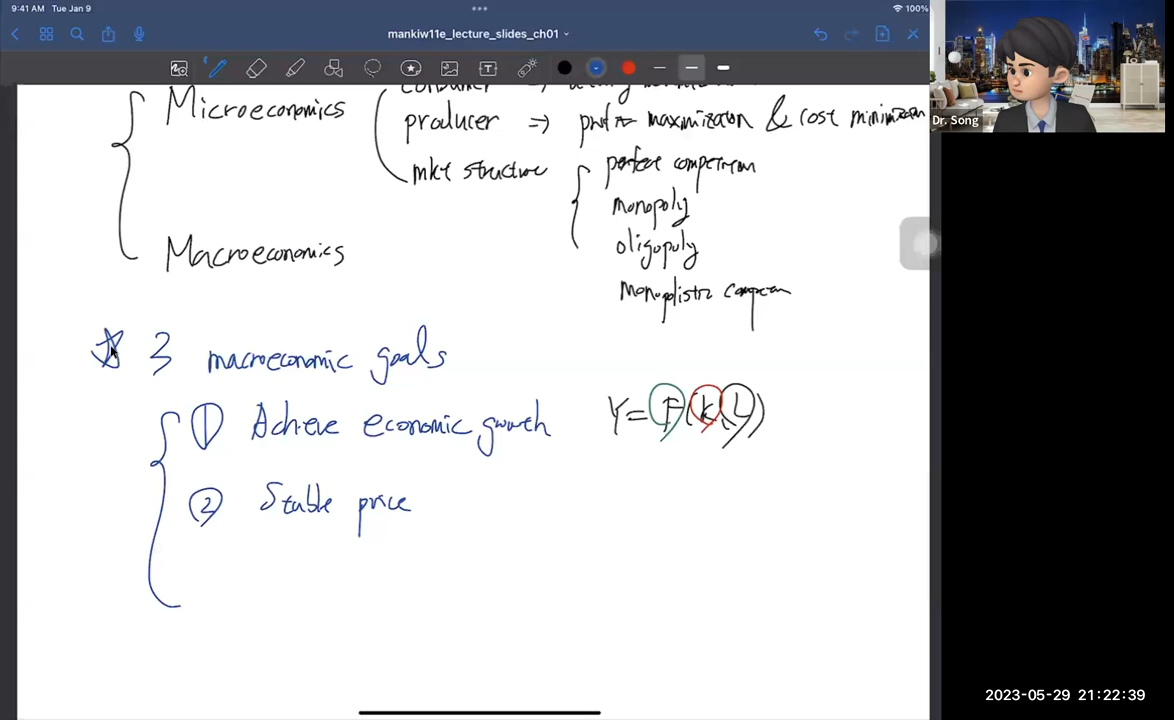 9:41 AM Tue Jan 9
100%
mankiw11e_lecture_slides_ch01
consumer ⇒
Microeconomics
producer ⇒ maximization & cost minimization
mkt structure
perfect competition
monopoly
oligopoly
Monopolistic
Macroeconomics
3 macroeconomic goals
① Achieve economic growth
Y = F(K, L)
② Stable price
Dr. Song
2023-05-29 21:22:39